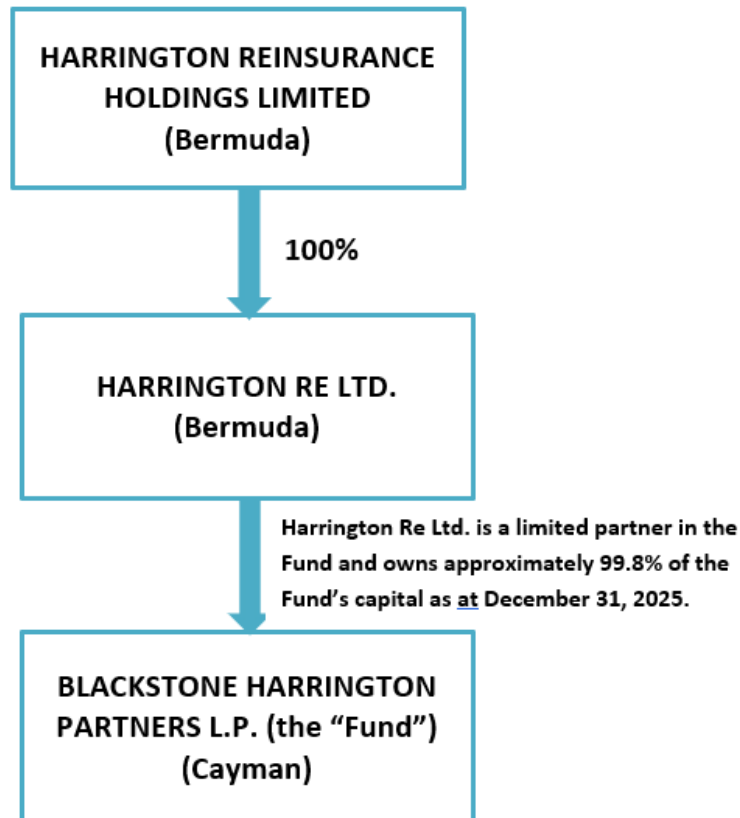 HARRINGTON REINSURANCE
HOLDINGS LIMITED
(Bermuda)
100%
HARRINGTON RE LTD.
(Bermuda)
Harrington Re Ltd. is a limited partner in the
Fund and owns approximately 99.8% of the
Fund’s capital as at December 31, 2025.
BLACKSTONE HARRINGTON
PARTNERS L.P. (the “Fund”)
(Cayman)